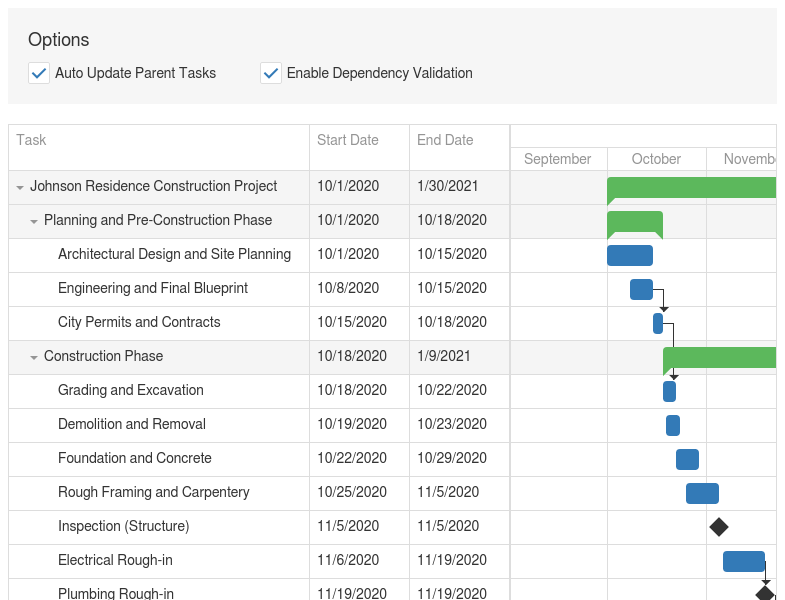 Options
Auto Update Parent Tasks Enable Dependency Validation
Task Start Date End Date
September October Novemb
Johnson Residence Construction Project 10/1/2020 1/30/2021
Planning and Pre-Construction Phase 10/1/2020 10/18/2020
Architectural Design and Site Planning 10/1/2020 10/15/2020
Engineering and Final Blueprint 10/8/2020 10/15/2020
City Permits and Contracts 10/15/2020 10/18/2020
Construction Phase 10/18/2020 1/9/2021
Grading and Excavation 10/18/2020 10/22/2020
Demolition and Removal 10/19/2020 10/23/2020
Foundation and Concrete 10/22/2020 10/29/2020
Rough Framing and Carpentery 10/25/2020 11/5/2020
Inspection (Structure) 11/5/2020 11/5/2020
Electrical Rough-in 11/6/2020 11/19/2020
Plumbing Rough-in 11/19/2020 11/19/2020